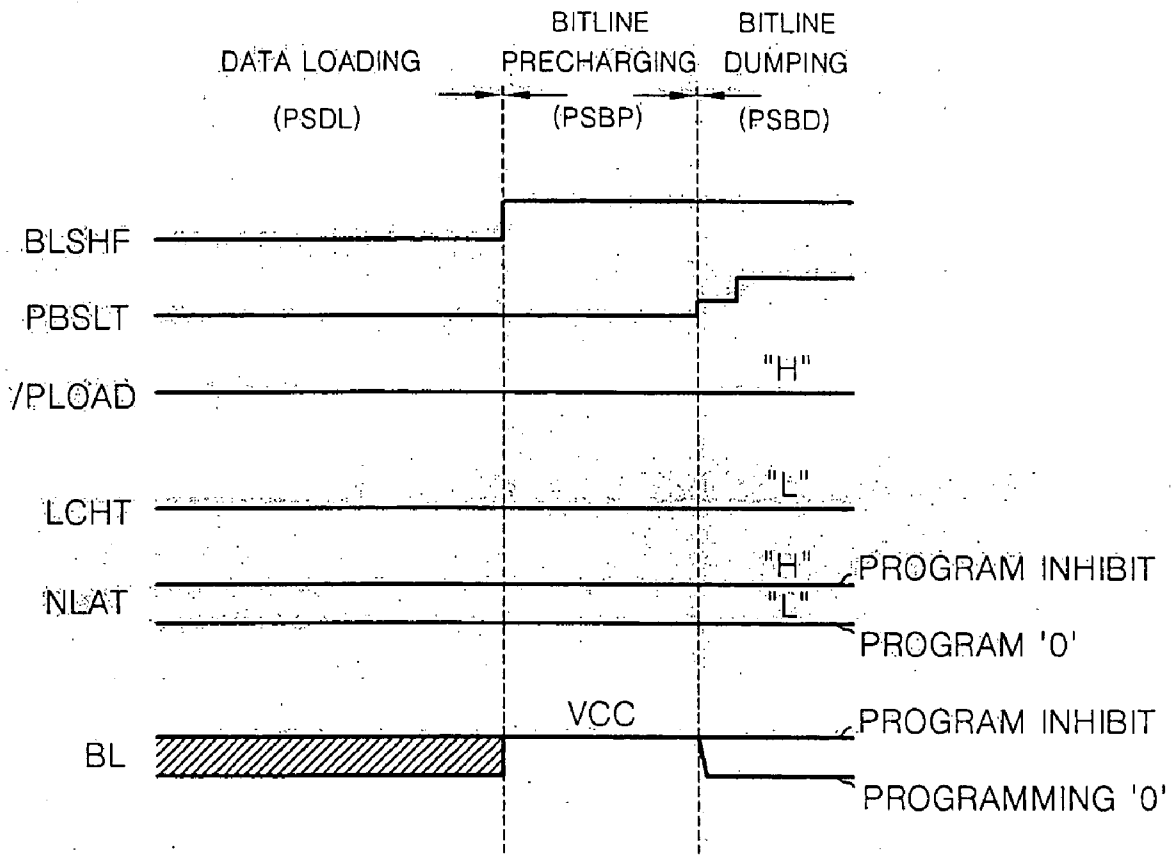 DATA LOADING
(PSDL)
BITLINE
PRECHARGING
(PSBP)
BITLINE
DUMPING
(PSBD)
BLSHF
PBSLT
/PLOAD
"H"
LCHT
"L"
NLAT
"H"
PROGRAM INHIBIT
"L"
PROGRAM '0'
BL
VCC
PROGRAM INHIBIT
PROGRAMMING '0'